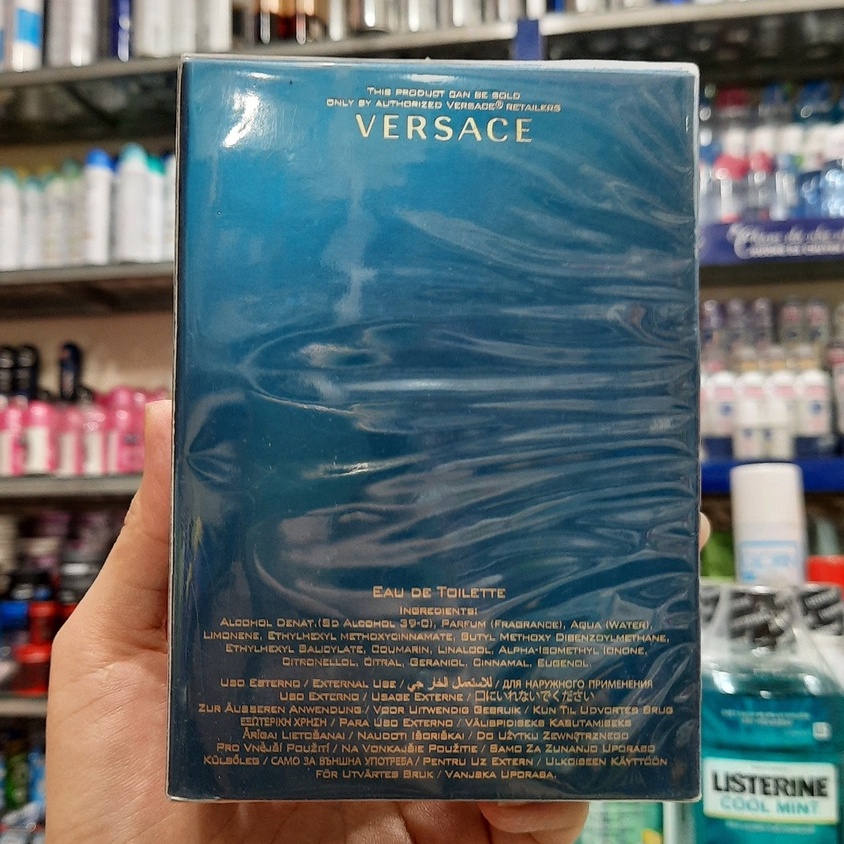 THIS PRODUCT CAN BE SOLD
ONLY BY AUTHORIZED VERSACE® RETAILERS
VERSACE
EAU DE TOILETTE
INGREDIENTS:
ALCOHOL DENAT.(SD ALCOHOL 39-C), PARFUM (FRAGRANCE), AQUA (WATER),
LIMONENE, ETHYLHEXYL METHOXYCINNAMATE, BUTYL METHOXY DIBENZOYLMETHANE,
ETHYLHEXYL SALICYLATE, COUMARIN, LINALOOL, ALPHA-ISOMETHYL IONONE,
CITRONELLOL, CITRAL, GERANIOL, CINNAMAL, EUGENOL.
USO ESTERNO / EXTERNAL USE / للاستعمال الخارجي / ДЛЯ НАРУЖНОГО ПРИМЕНЕНИЯ
USO EXTERNO / USAGE EXTERNE / 口にいれないでください
ZUR ÄUSSEREN ANWENDUNG / VOOR UITWENDIG GEBRUIK / KUN TIL UDVORTES BRUG
ΕΞΩΤΕΡΙΚΗ ΧΡΗΣΗ / PARA USO EXTERNO / VÄLISPIDISEKS KASUTAMISEKS
ĀRĪGAI LIETOŠANAI / NAUDOTI IŠORIŠKAI / DO UŻYTKU ZEWNĘTRZNEGO
PRO VNĚJŠÍ POUŽITÍ / NA VONKAJŠIE POUŽITIE / SAMO ZA ZUNANJO UPORABO
KÜLSŐLEG / САМО ЗА ВЪНШНА УПОТРЕБА / PENTRU UZ EXTERN / ULKOISEEN KÄYTTÖÖN
FÖR UTVÄRTES BRUK / VANJSKA UPORABA.
LISTERINE
COOL MINT